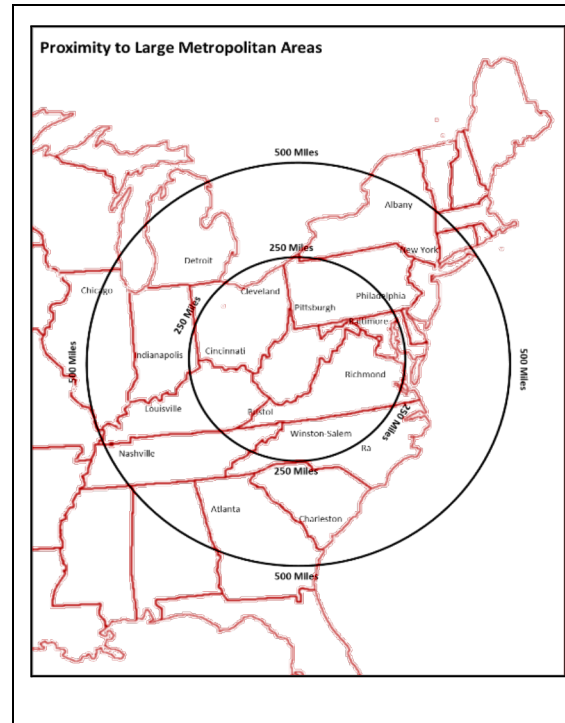 Proximity to Large Metropolitan Areas
500 Miles
Albany
250 Miles
New York
Detroit
Chicago
Cleveland
Philadelphia
Pittsburgh
250 Miles
Baltimore
Indianapolis
Cincinnati
500 Miles
500 Miles
Richmond
Louisville
Bristol
250 Miles
Winston-Salem
Ra
Nashville
250 Miles
Atlanta
Charleston
500 Miles